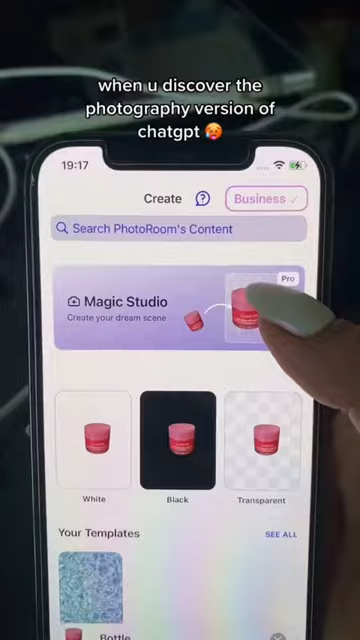 when u discover the
photography version of
chatgpt 🥵
19:17
Create
Business ✓
Search PhotoRoom's Content
Pro
Magic Studio
Create your dream scene
White
Black
Transparent
Your Templates
SEE ALL
Bottle